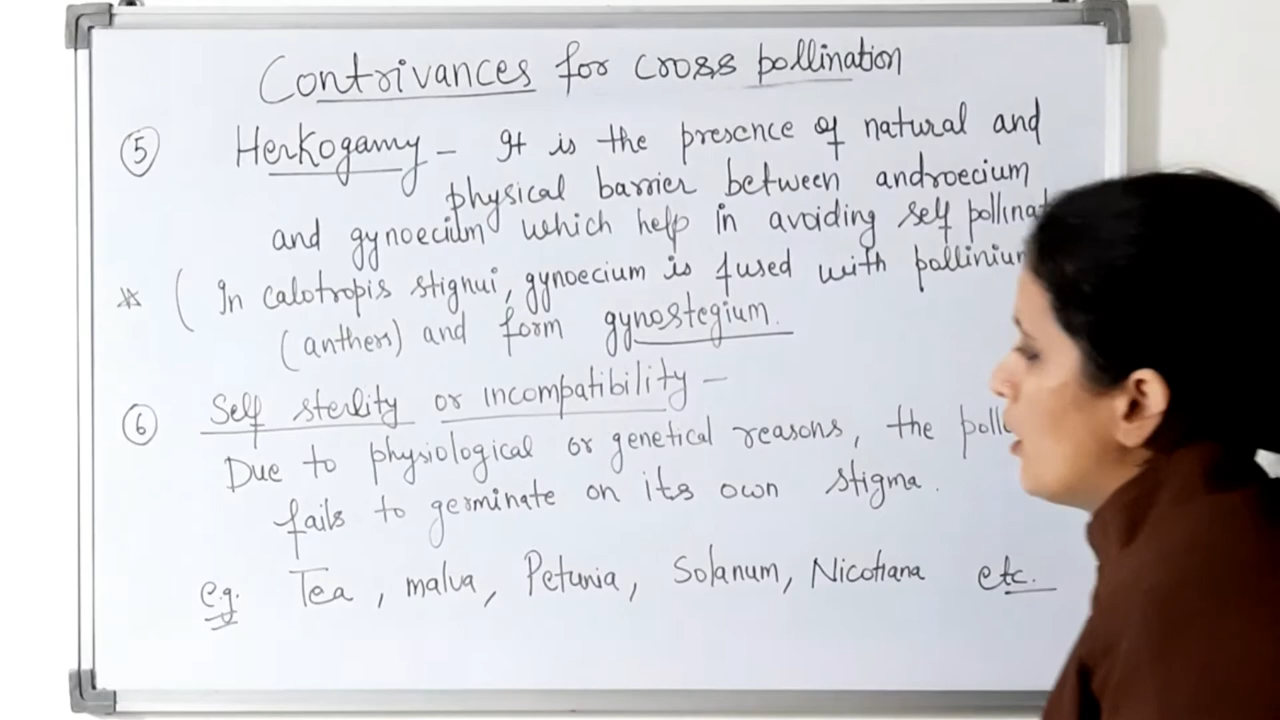 Contrivances for cross pollination
⑤ Herkogamy - It is the presence of natural and
physical barrier between androecium
and gynoecium which help in avoiding self pollinat
* ( In calotropis stignui, gynoecium is fused with pollinium
(anthers) and form gynostegium.
⑥ Self sterlity or incompatibility -
Due to physiological or genetical reasons, the poll
fails to germinate on its own stigma.
e.g. Tea, malva, Petunia, Solanum, Nicotiana etc.